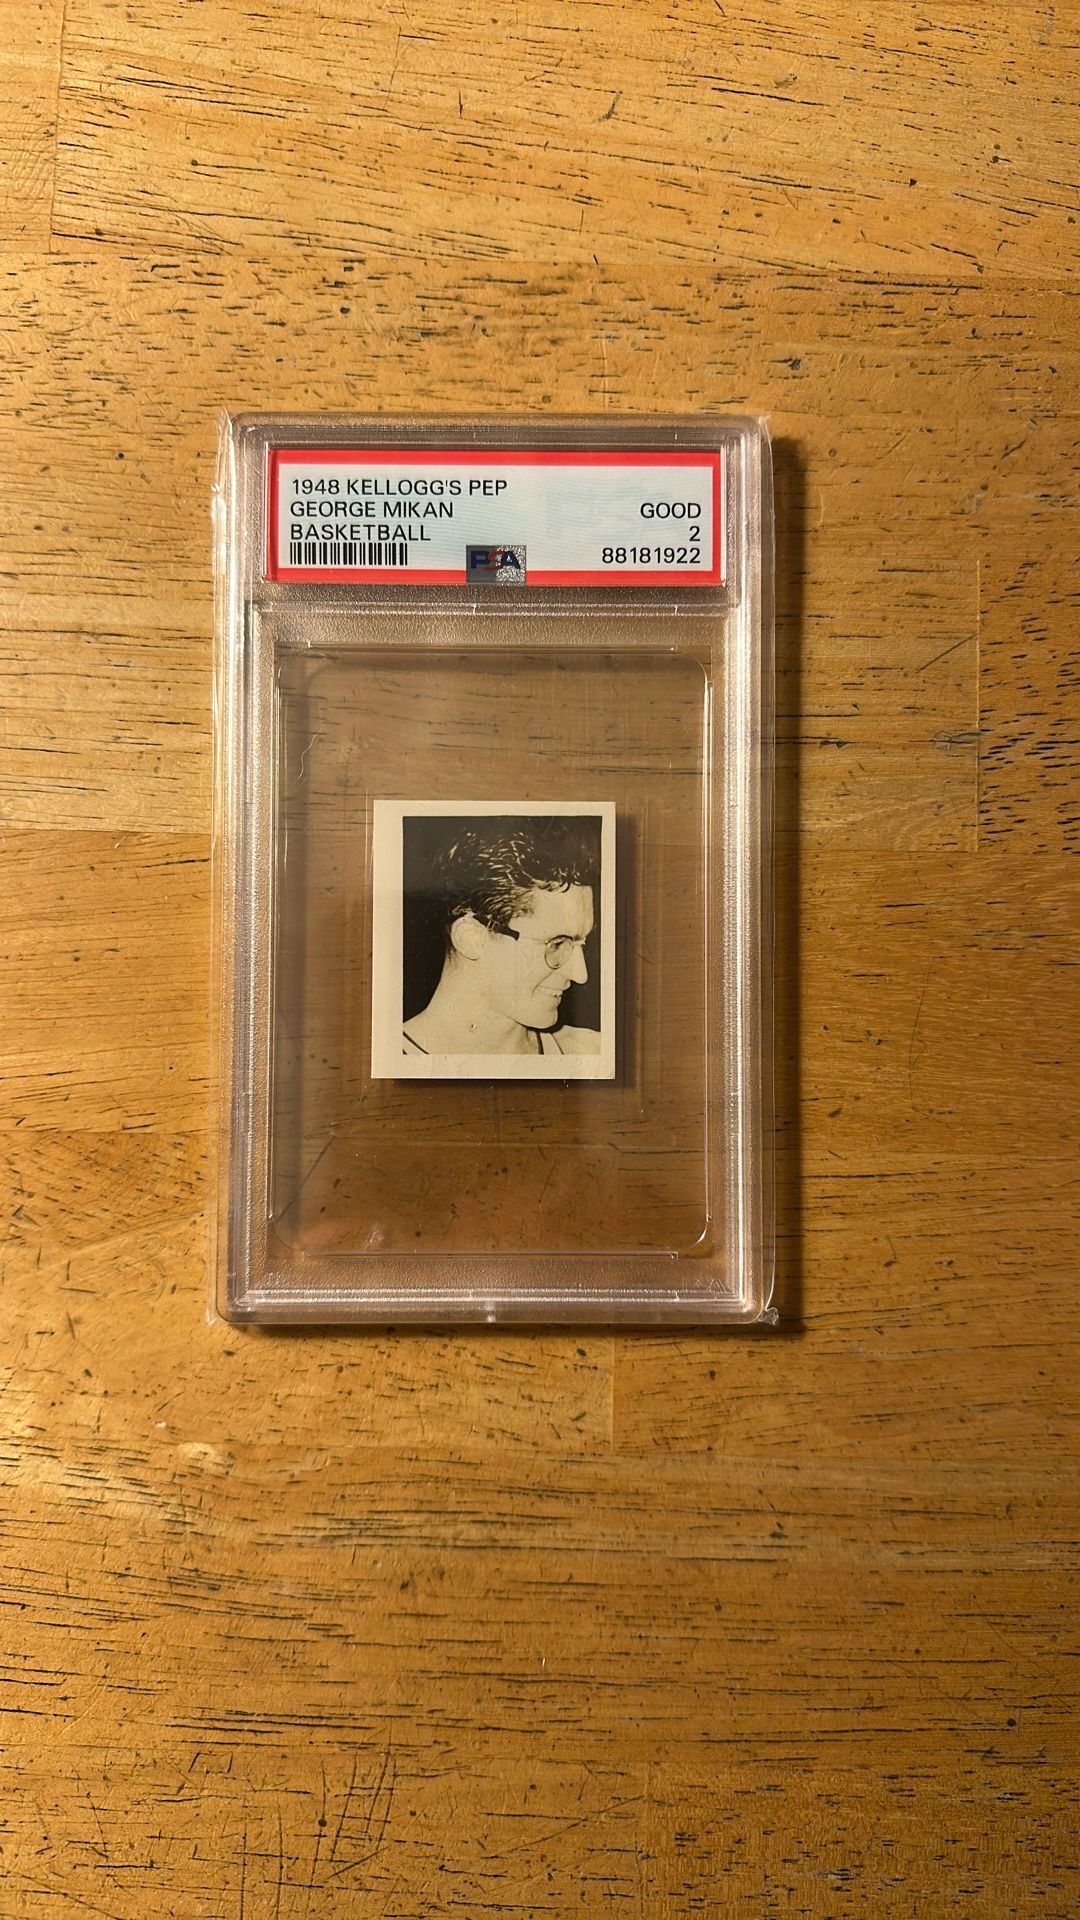 1948 KELLOGG'S PEP
GEORGE MIKAN GOOD
BASKETBALL 2
PSA 88181922